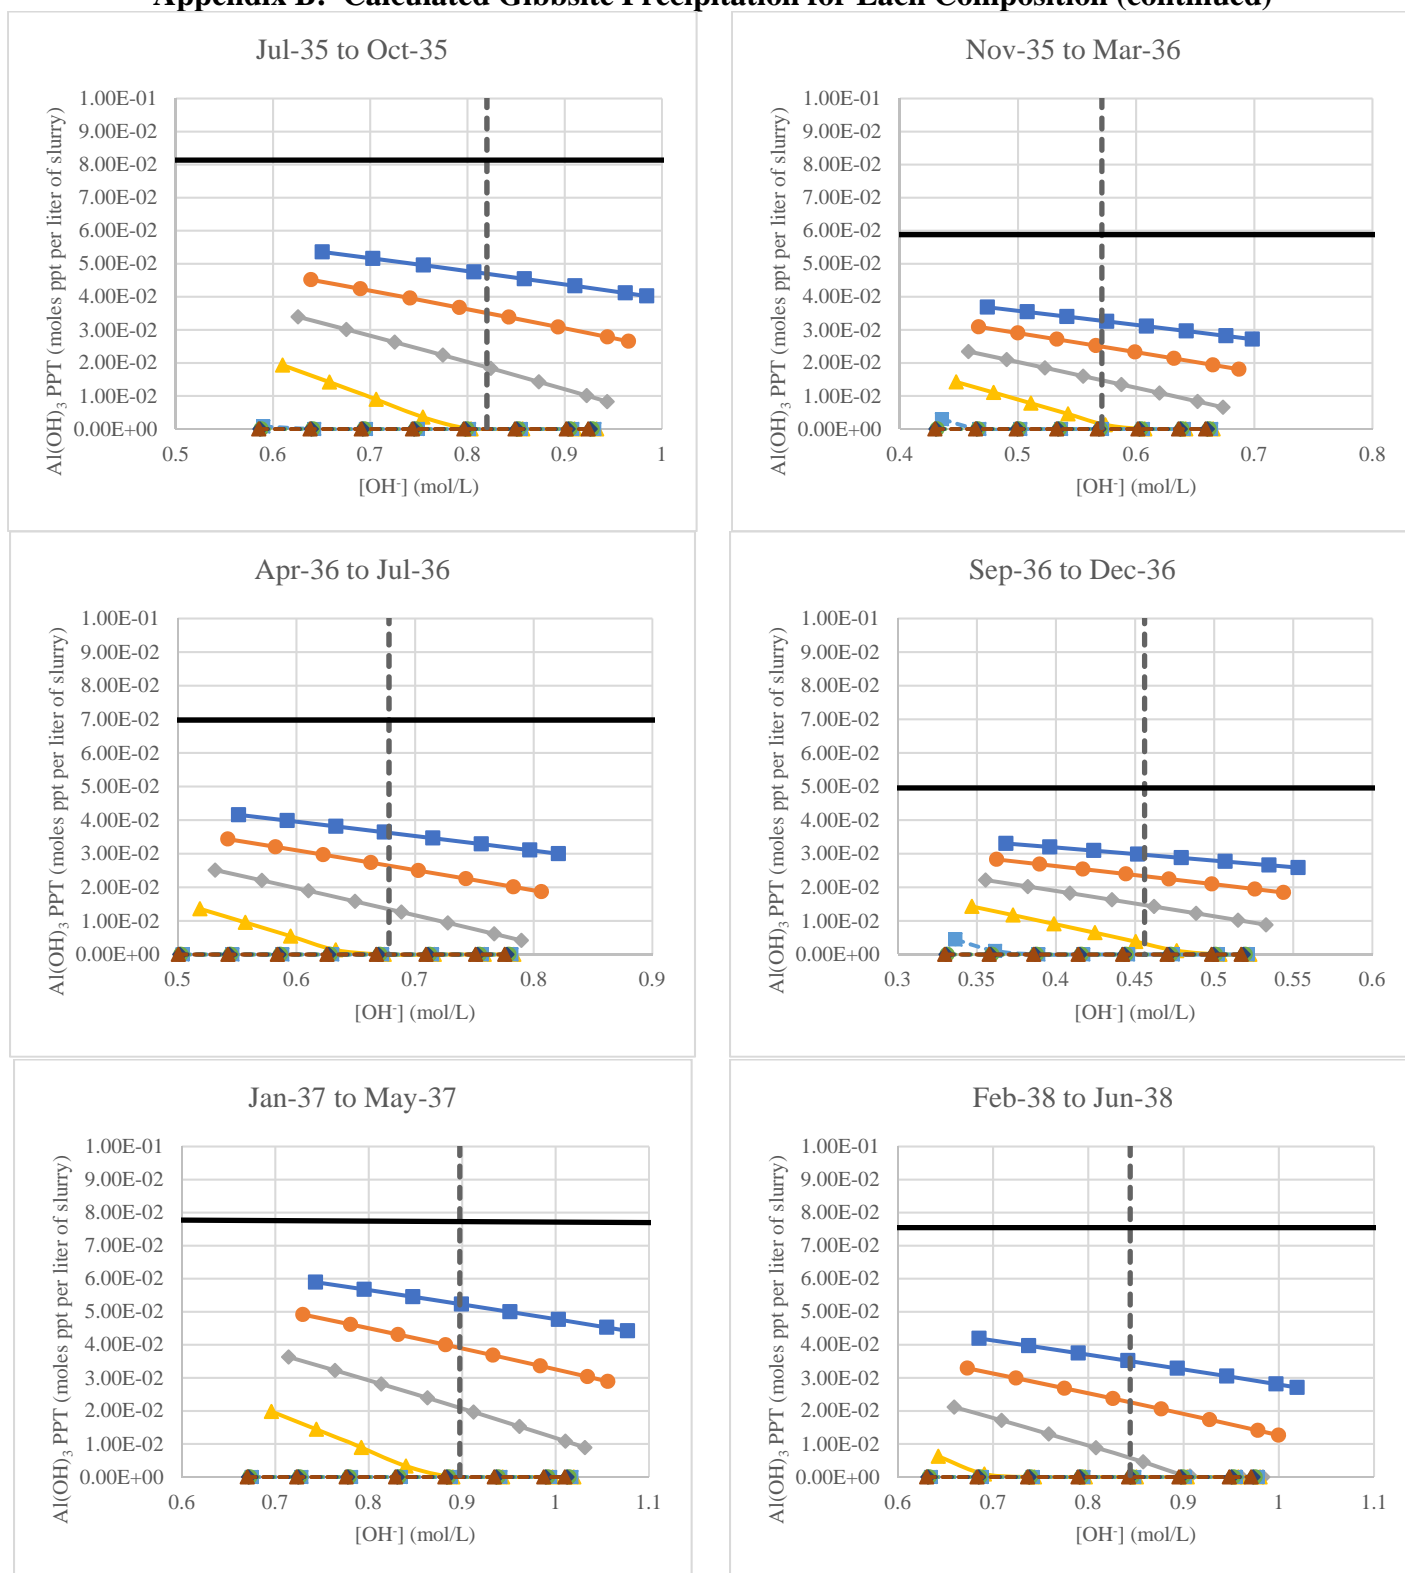 Appendix B: Calculated Gibbsite Precipitation for Each Composition (continued)
Jul-35 to Oct-35
Al(OH)₃ PPT (moles ppt per liter of slurry)
1.00E-01
9.00E-02
8.00E-02
7.00E-02
6.00E-02
5.00E-02
4.00E-02
3.00E-02
2.00E-02
1.00E-02
0.00E+00
0.5 0.6 0.7 0.8 0.9 1
[OH⁻] (mol/L)
Nov-35 to Mar-36
Al(OH)₃ PPT (moles ppt per liter of slurry)
1.00E-01
9.00E-02
8.00E-02
7.00E-02
6.00E-02
5.00E-02
4.00E-02
3.00E-02
2.00E-02
1.00E-02
0.00E+00
0.4 0.5 0.6 0.7 0.8
[OH⁻] (mol/L)
Apr-36 to Jul-36
Al(OH)₃ PPT (moles ppt per liter of slurry)
1.00E-01
9.00E-02
8.00E-02
7.00E-02
6.00E-02
5.00E-02
4.00E-02
3.00E-02
2.00E-02
1.00E-02
0.00E+00
0.5 0.6 0.7 0.8 0.9
[OH⁻] (mol/L)
Sep-36 to Dec-36
Al(OH)₃ PPT (moles ppt per liter of slurry)
1.00E-01
9.00E-02
8.00E-02
7.00E-02
6.00E-02
5.00E-02
4.00E-02
3.00E-02
2.00E-02
1.00E-02
0.00E+00
0.3 0.35 0.4 0.45 0.5 0.55 0.6
[OH⁻] (mol/L)
Jan-37 to May-37
Al(OH)₃ PPT (moles ppt per liter of slurry)
1.00E-01
9.00E-02
8.00E-02
7.00E-02
6.00E-02
5.00E-02
4.00E-02
3.00E-02
2.00E-02
1.00E-02
0.00E+00
0.6 0.7 0.8 0.9 1 1.1
[OH⁻] (mol/L)
Feb-38 to Jun-38
Al(OH)₃ PPT (moles ppt per liter of slurry)
1.00E-01
9.00E-02
8.00E-02
7.00E-02
6.00E-02
5.00E-02
4.00E-02
3.00E-02
2.00E-02
1.00E-02
0.00E+00
0.6 0.7 0.8 0.9 1 1.1
[OH⁻] (mol/L)